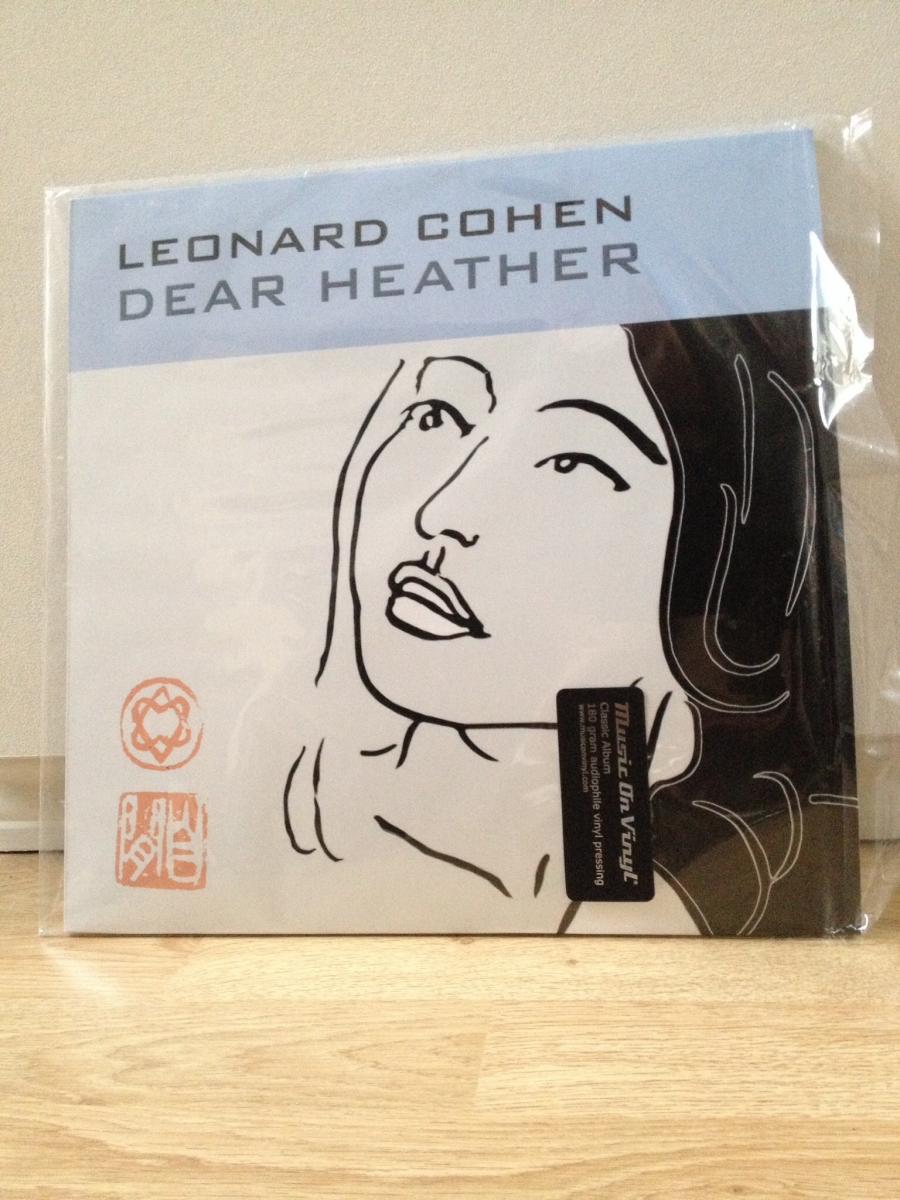 LEONARD COHEN
DEAR HEATHER
Music On Vinyl
Classic Album
180 gram audiophile vinyl pressing
www.musiconvinyl.com